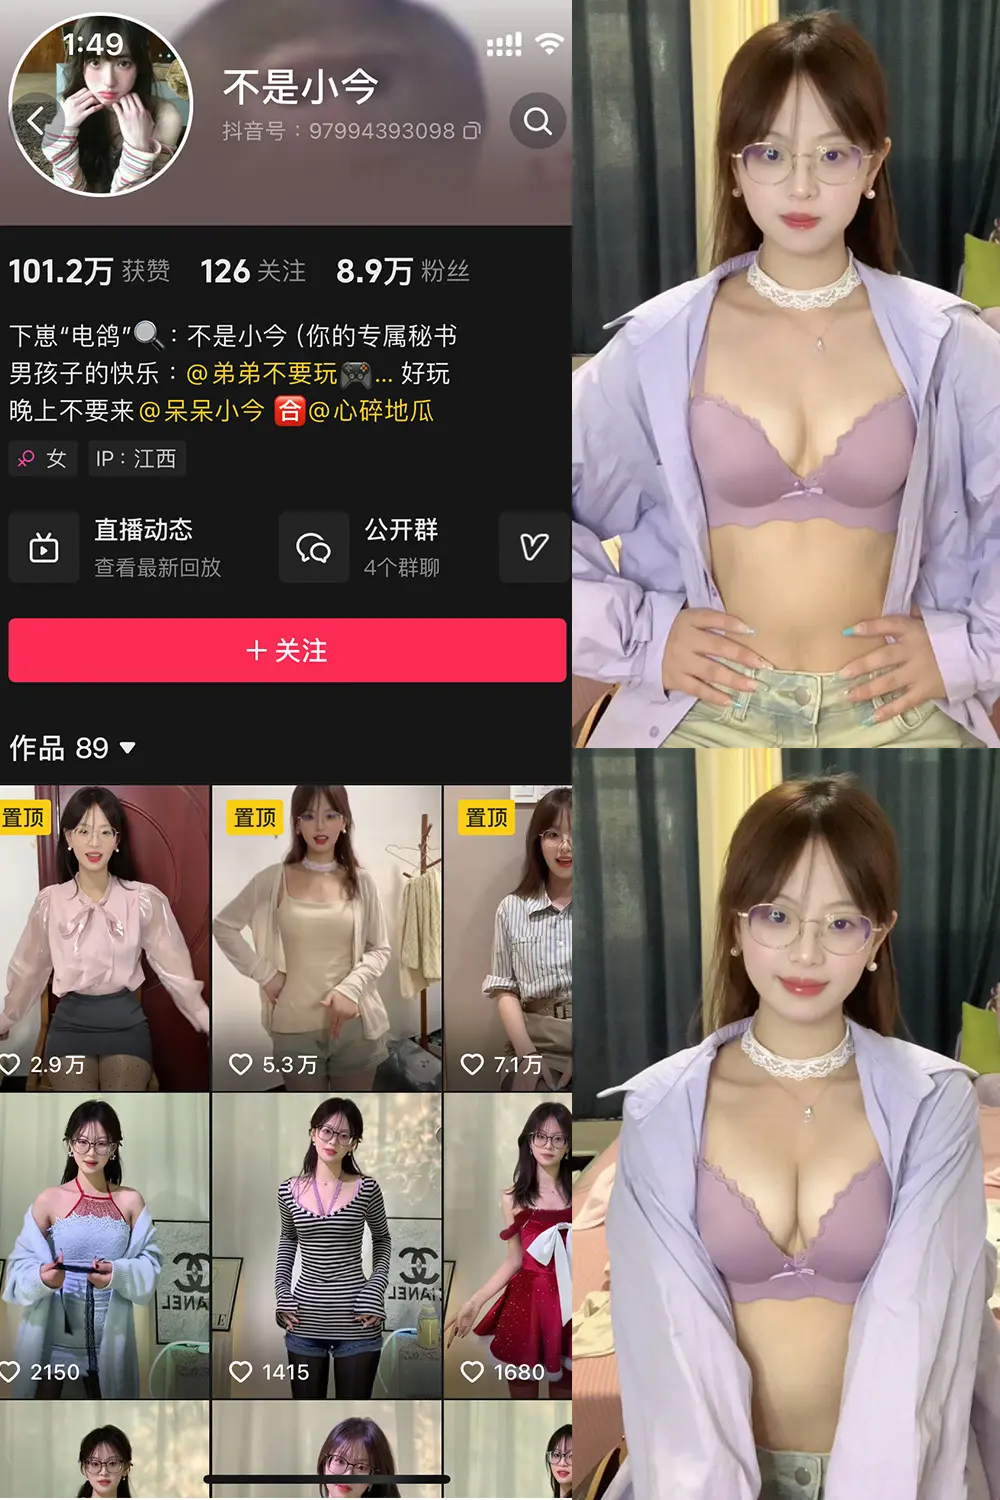 1:49
不是小今
抖音号：97994393098
101.2万 获赞 126 关注 8.9万 粉丝
下崽“电鸽”🔍：不是小今 (你的专属秘书
男孩子的快乐：@弟弟不要玩🎮... 好玩
晚上不要来@呆呆小今 🈴@心碎地瓜
女 IP：江西
直播动态
查看最新回放
公开群
4个群聊
＋关注
作品 89
置顶 置顶 置顶
2.9万 5.3万 7.1万
CHANEL CHANEL
2150 1415 1680